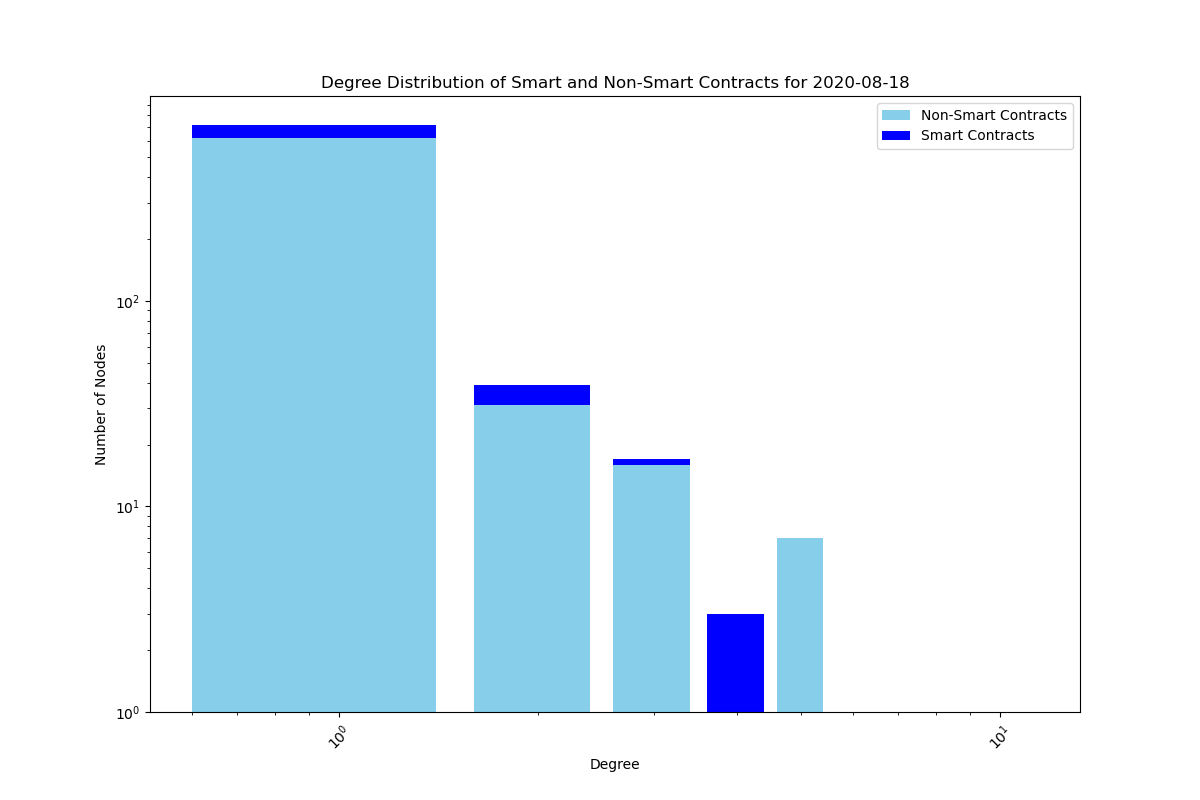 Degree Distribution of Smart and Non-Smart Contracts for 2020-08-18
Non-Smart Contracts
Smart Contracts
Number of Nodes
10²
10¹
10⁰
10⁰
10¹
Degree